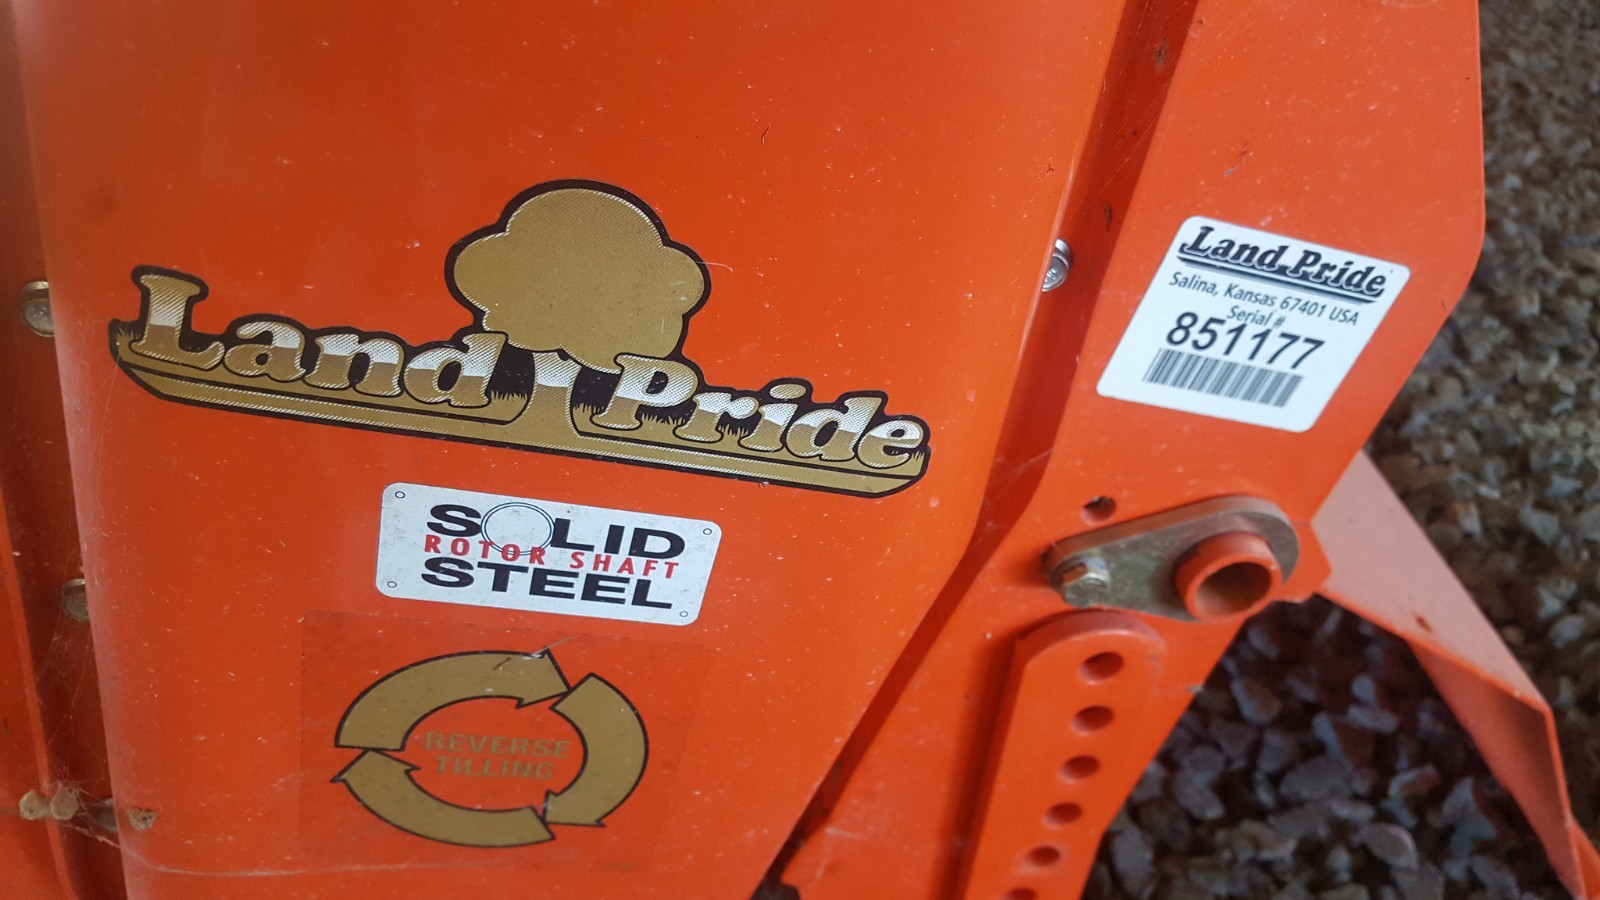 Land Pride
SOLID
ROTOR SHAFT
STEEL
REVERSE
TILLING
Land Pride
Salina, Kansas 67401 USA
Serial #
851177